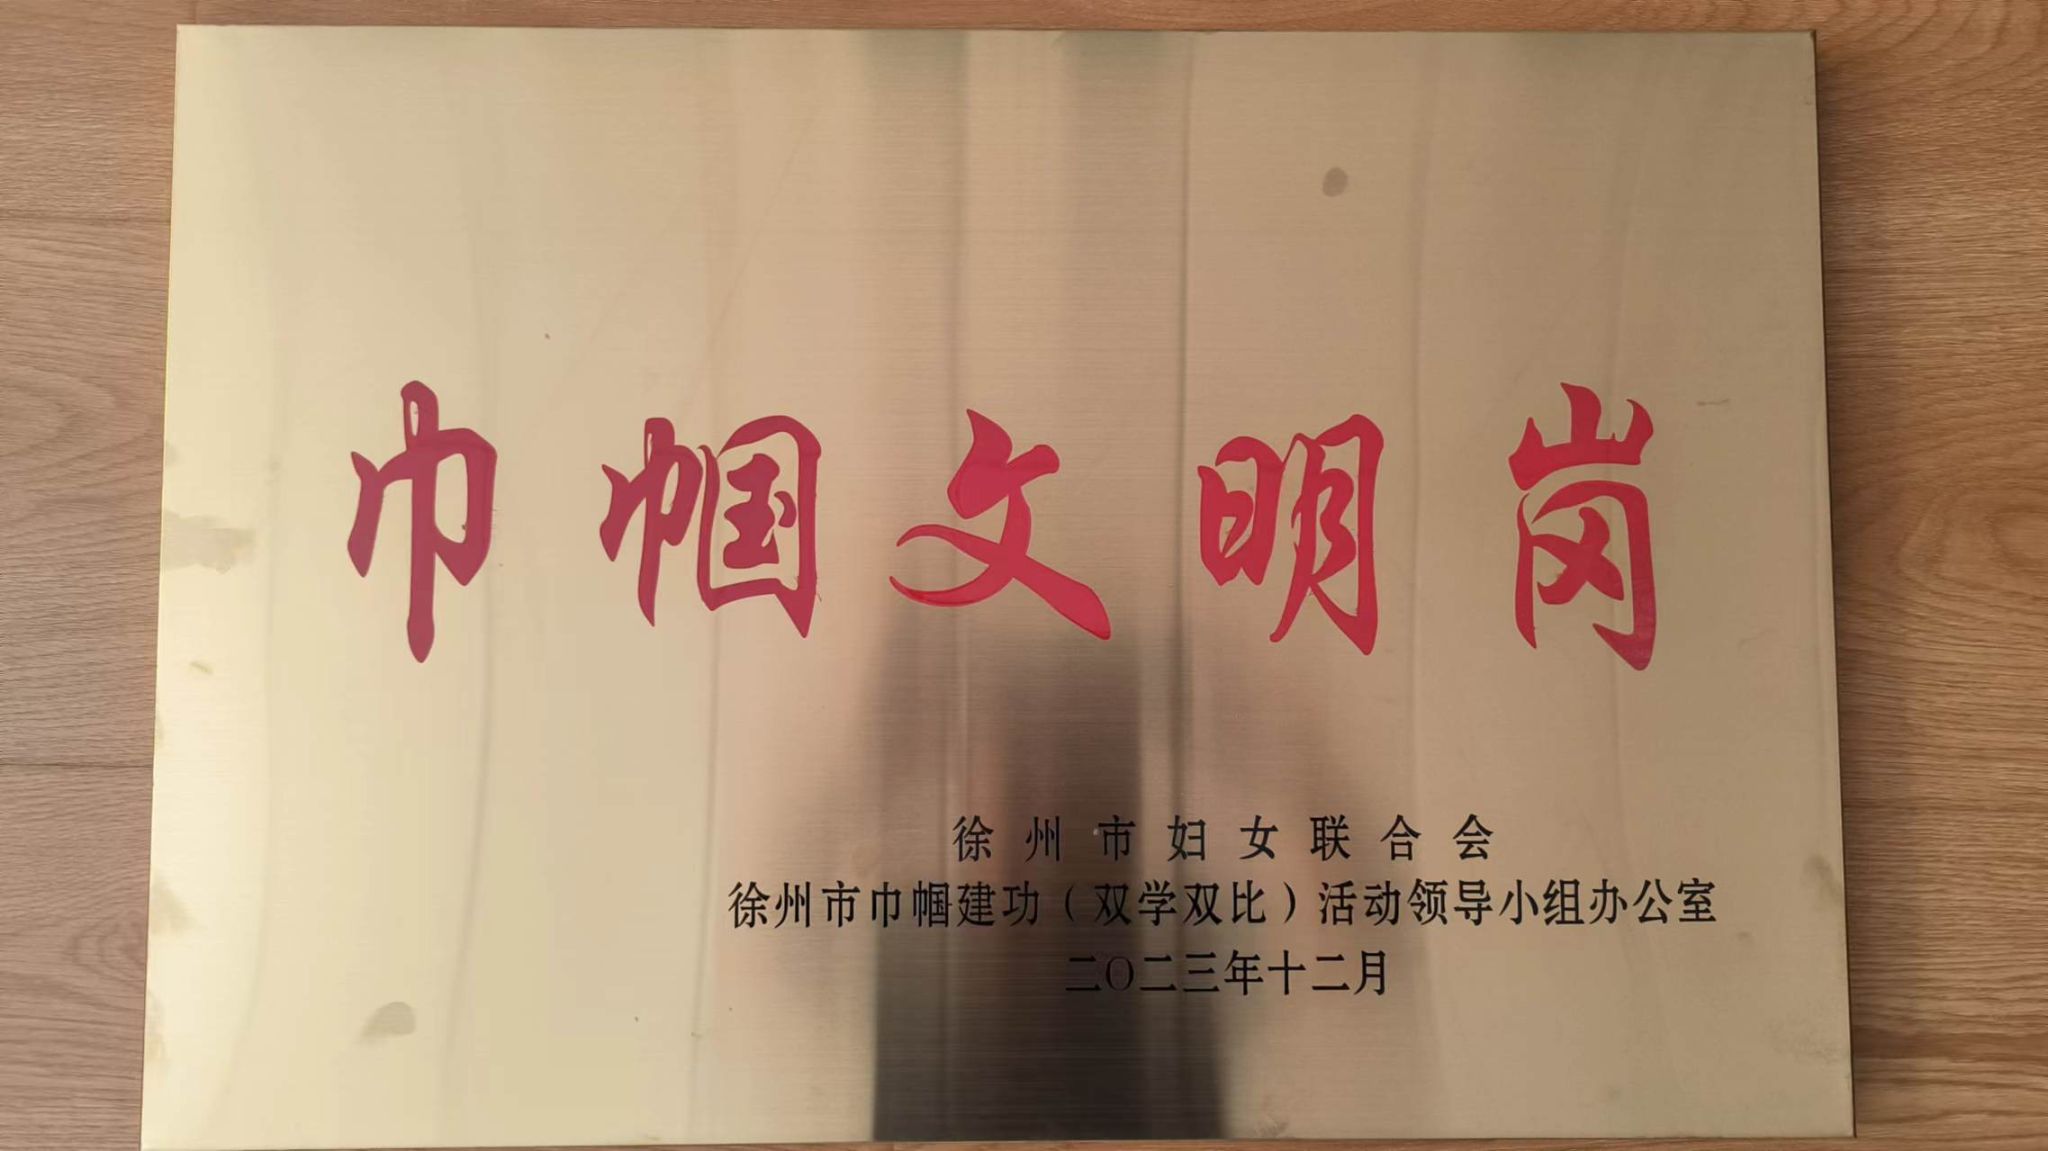 巾帼文明岗
徐州市妇女联合会
徐州市巾帼建功（双学双比）活动领导小组办公室
二〇二三年十二月